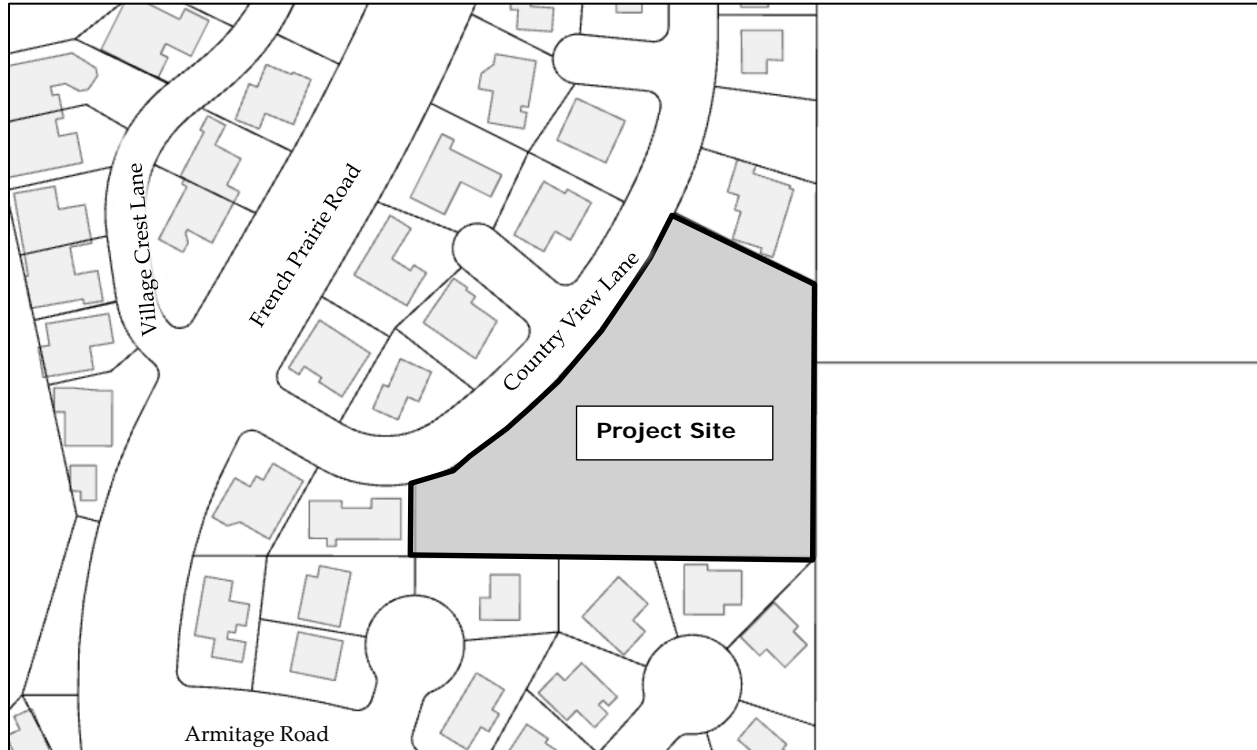 Village Crest Lane
French Prairie Road
Country View Lane
Project Site
Armitage Road